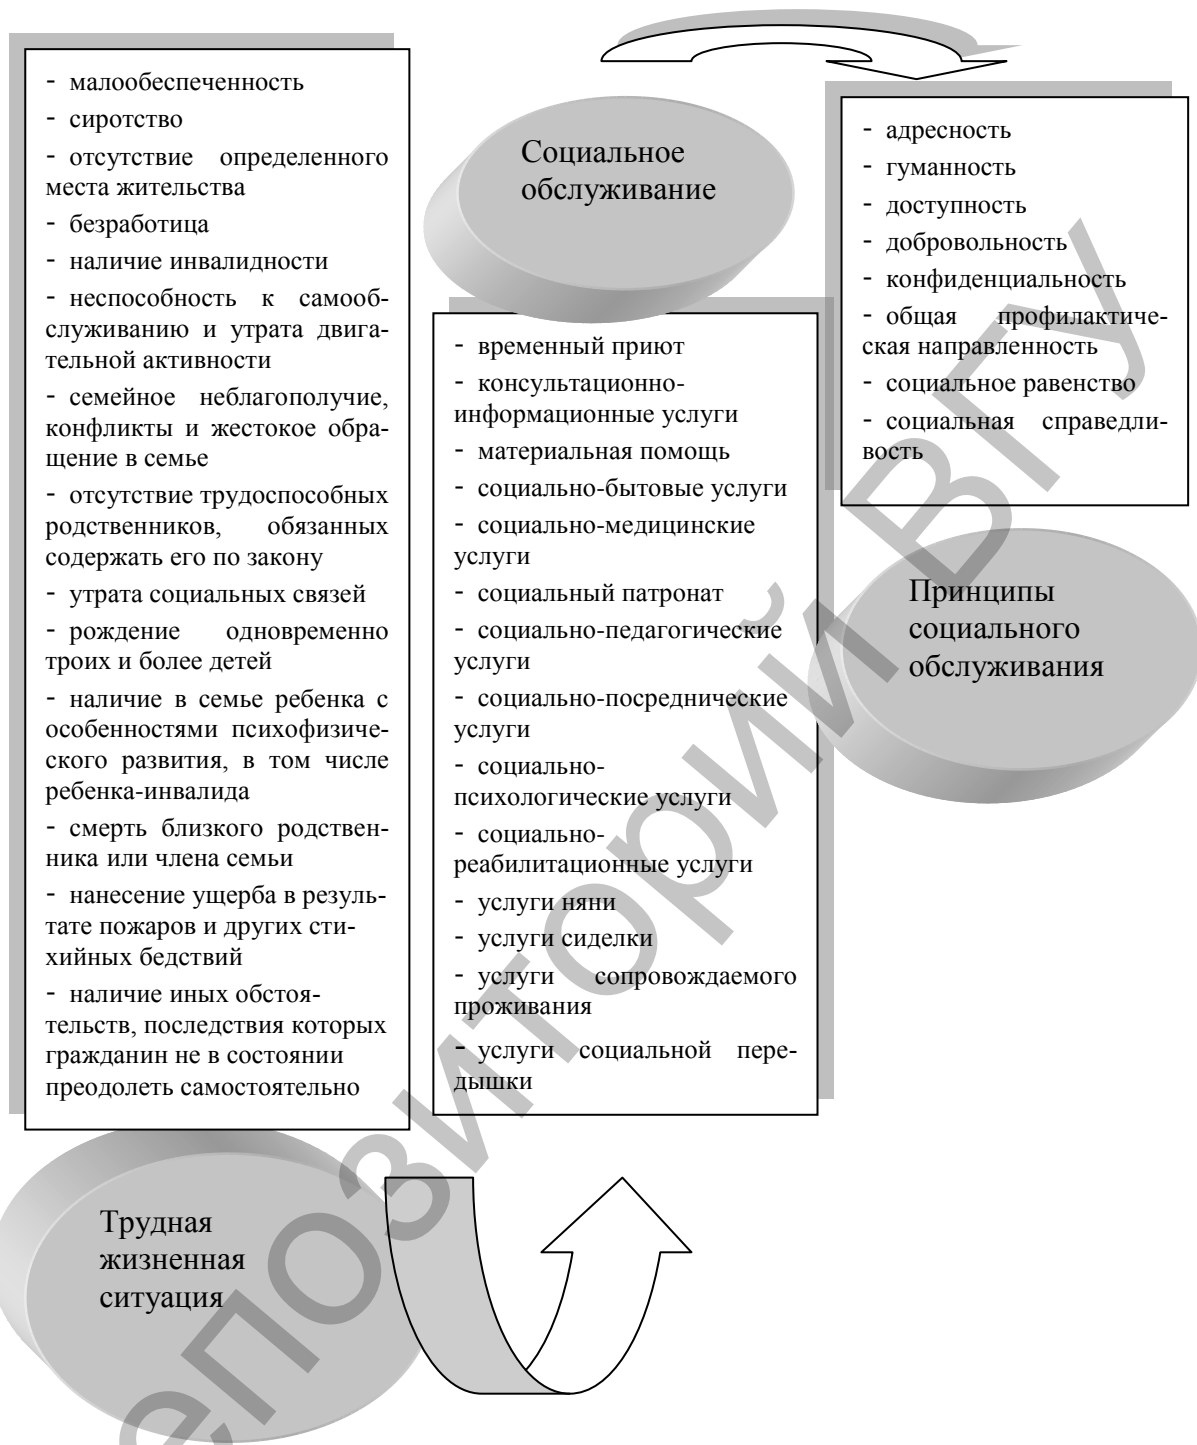 - малообеспеченность
- сиротство
- отсутствие определенного
места жительства
- безработица
- наличие инвалидности
- неспособность к самооб-
служиванию и утрата двига-
тельной активности
- семейное неблагополучие,
конфликты и жестокое обра-
щение в семье
- отсутствие трудоспособных
родственников, обязанных
содержать его по закону
- утрата социальных связей
- рождение одновременно
троих и более детей
- наличие в семье ребенка с
особенностями психофизиче-
ского развития, в том числе
ребенка-инвалида
- смерть близкого родствен-
ника или члена семьи
- нанесение ущерба в резуль-
тате пожаров и других сти-
хийных бедствий
- наличие иных обстоя-
тельств, последствия которых
гражданин не в состоянии
преодолеть самостоятельно
Трудная
жизненная
ситуация
Социальное
обслуживание
- временный приют
- консультационно-
информационные услуги
- материальная помощь
- социально-бытовые услуги
- социально-медицинские
услуги
- социальный патронат
- социально-педагогические
услуги
- социально-посреднические
услуги
- социально-
психологические услуги
- социально-
реабилитационные услуги
- услуги няни
- услуги сиделки
- услуги сопровождаемого
проживания
- услуги социальной пере-
дышки
- адресность
- гуманность
- доступность
- добровольность
- конфиденциальность
- общая профилактиче-
ская направленность
- социальное равенство
- социальная справедли-
вость
Принципы
социального
обслуживания
епозиторий ВГУ